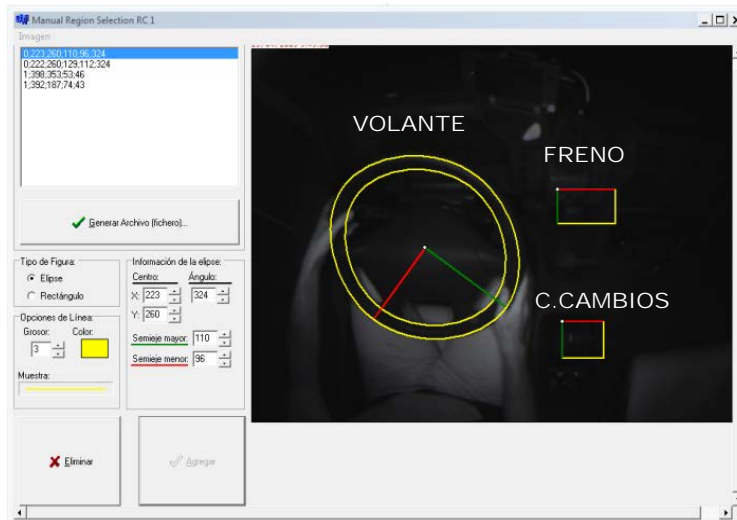 Manual Region Selection RC 1
Imagen
0;223;260;110;96;324
0;222;260;129;112;324
1;398;353;53;46
1;392;187;74;43
Generar Archivo (fichero)...
Tipo de Figura:
Elipse
Rectángulo
Opciones de Línea:
Grosor:
Color:
3
Muestra:
Información de la elipse:
Centro:
Ángulo:
X: 223
324
Y: 260
Semieje mayor: 110
Semieje menor: 96
Eliminar
Agregar
VOLANTE
FRENO
C.CAMBIOS